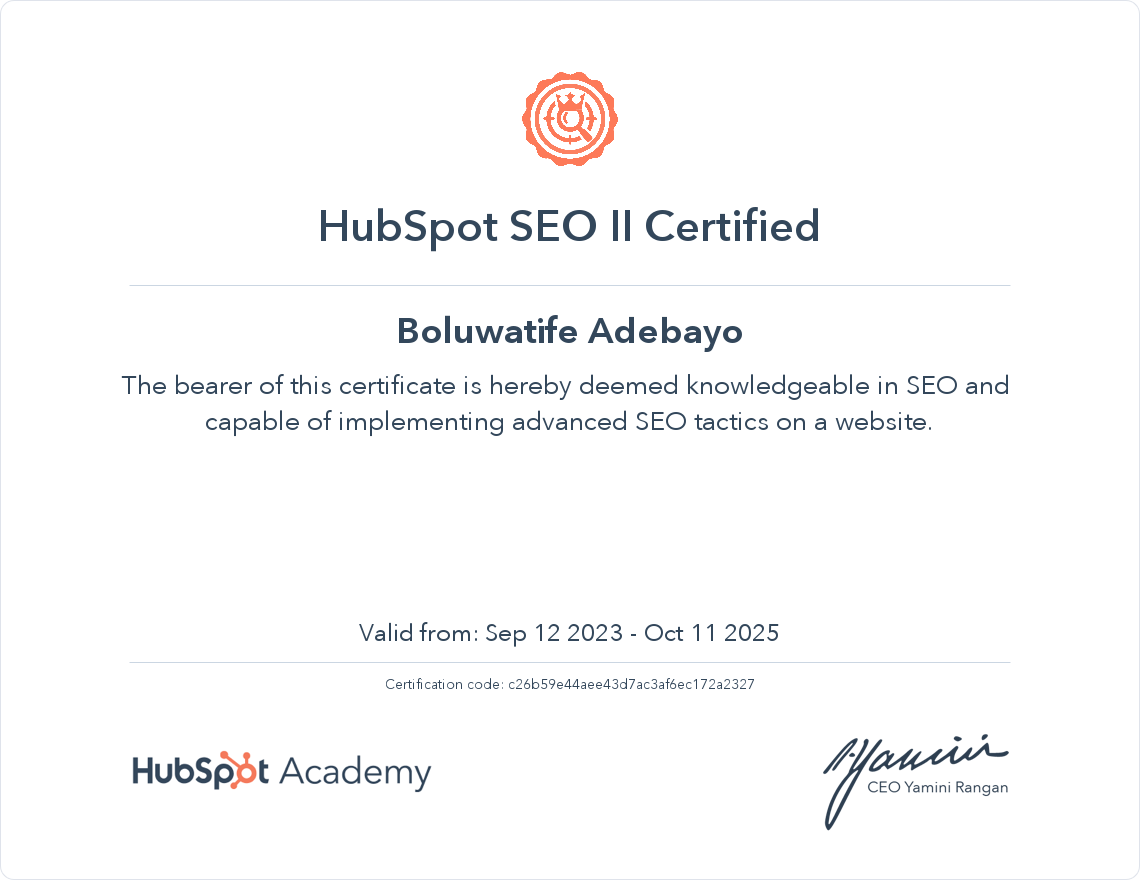 HubSpot SEO II Certified
Boluwatife Adebayo
The bearer of this certificate is hereby deemed knowledgeable in SEO and
capable of implementing advanced SEO tactics on a website.
Valid from: Sep 12 2023 - Oct 11 2025
Certification code: c26b59e44aee43d7ac3af6ec172a2327
HubSpot Academy
Yamini
CEO Yamini Rangan